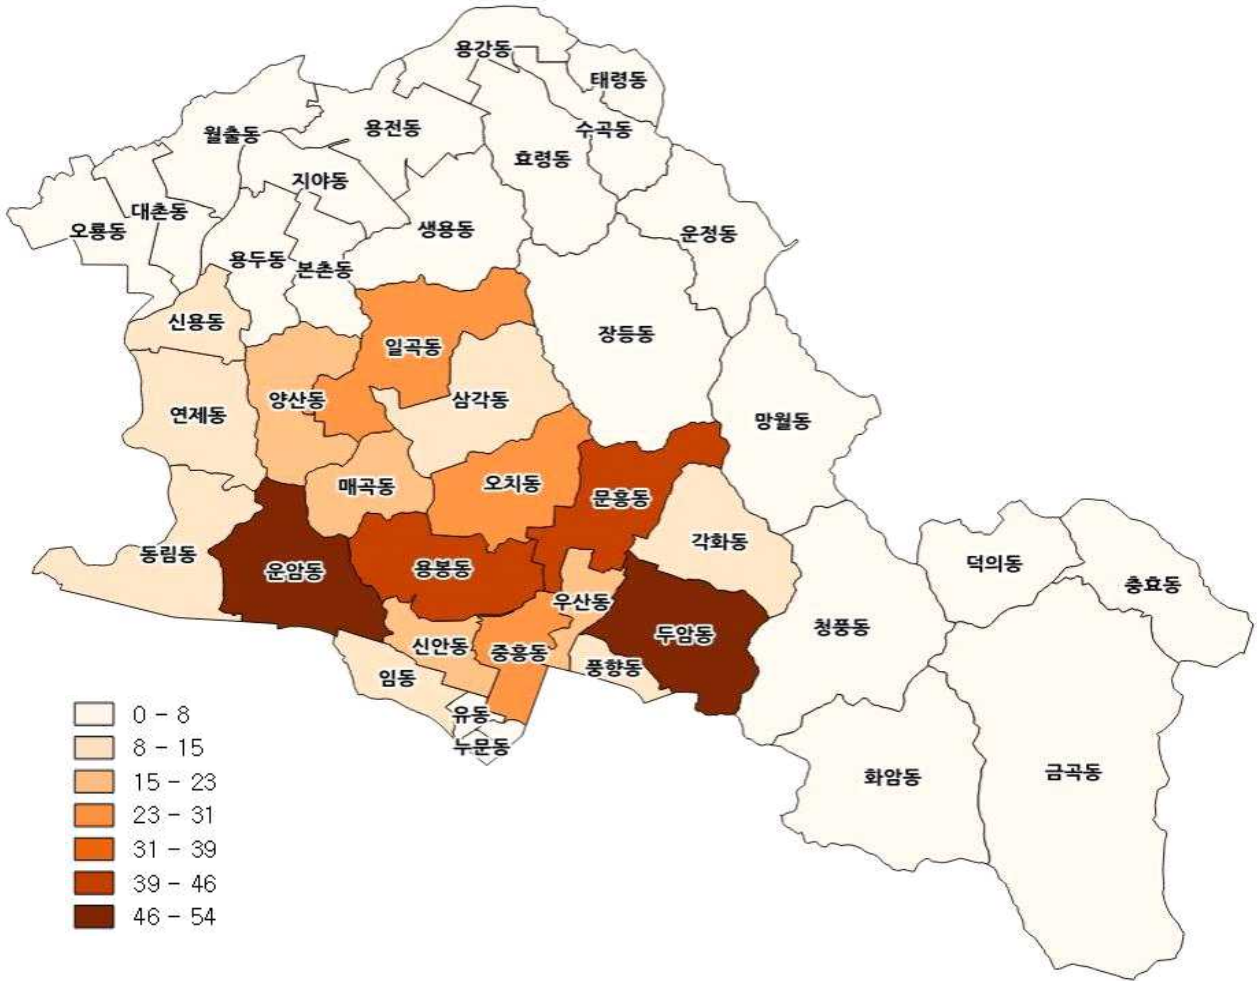 용강동
태령동
월출동
용전동
수곡동
효령동
지야동
대촌동
오룡동
생용동
운정동
용두동
본촌동
신용동
장등동
일곡동
양산동
삼각동
연제동
망월동
매곡동
오치동
문흥동
각화동
동림동
운암동
용봉동
덕의동
충효동
우산동
청풍동
두암동
신안동
중흥동
임동
풍향동
유동
누문동
화암동
금곡동
0 - 8
8 - 15
15 - 23
23 - 31
31 - 39
39 - 46
46 - 54